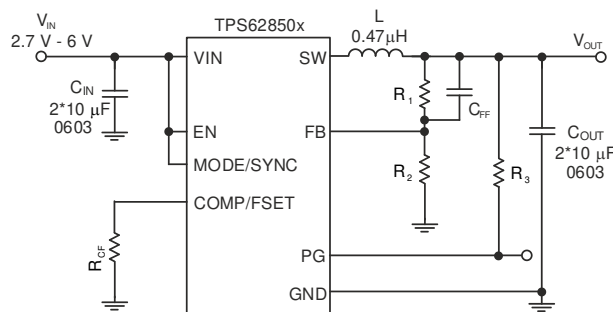 TPS62850x
VIN
2.7 V - 6 V
CIN
2*10 µF
0603
VIN
EN
MODE/SYNC
COMP/FSET
RCF
SW
FB
PG
GND
L
0.47µH
R1
CFF
R2
R3
VOUT
COUT
2*10 µF
0603